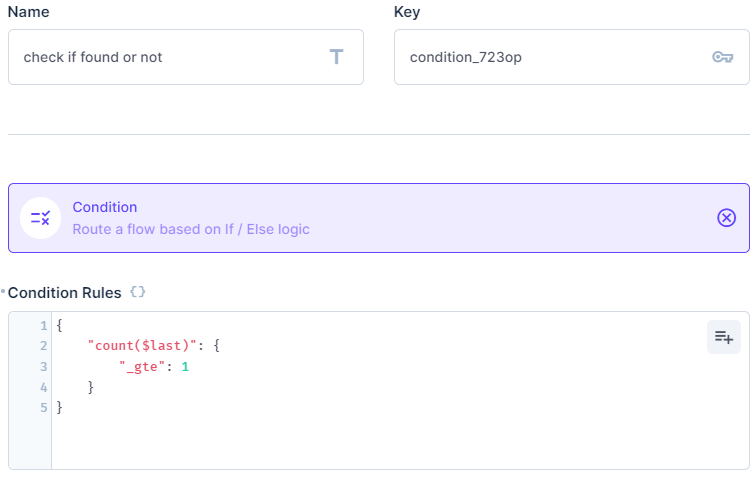 Name
Key
check if found or not
condition_723op
Condition
Route a flow based on If / Else logic
Condition Rules {}
1 {
2 "count($last)": {
3 "_gte": 1
4 }
5 }